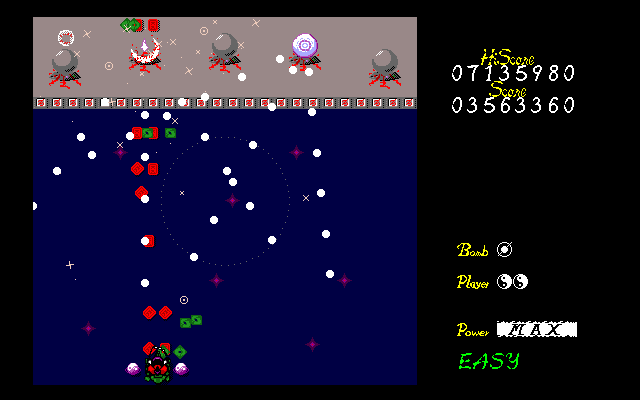 HiScore
07135980
Score
03563360
Bomb
Player
Power MAX
EASY